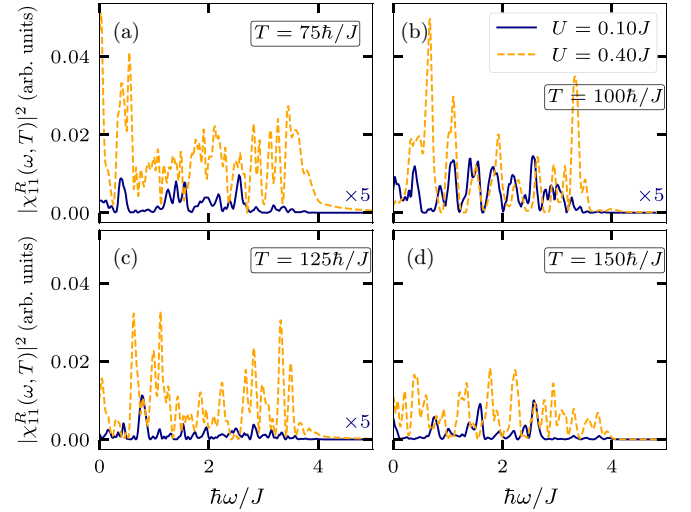 (a)
T = 75ħ/J
(b)
U = 0.10J
U = 0.40J
T = 100ħ/J
|χ^R_11(ω, T)|² (arb. units)
0.04
0.02
0.00
×5
×5
(c)
T = 125ħ/J
(d)
T = 150ħ/J
|χ^R_11(ω, T)|² (arb. units)
0.04
0.02
0.00
×5
×5
0 2 4
0 2 4
ħω/J
ħω/J